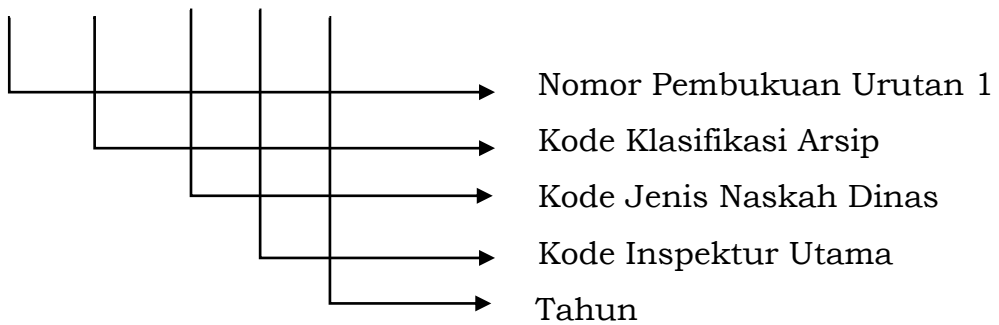 Nomor Pembukuan Urutan 1
Kode Klasifikasi Arsip
Kode Jenis Naskah Dinas
Kode Inspektur Utama
Tahun